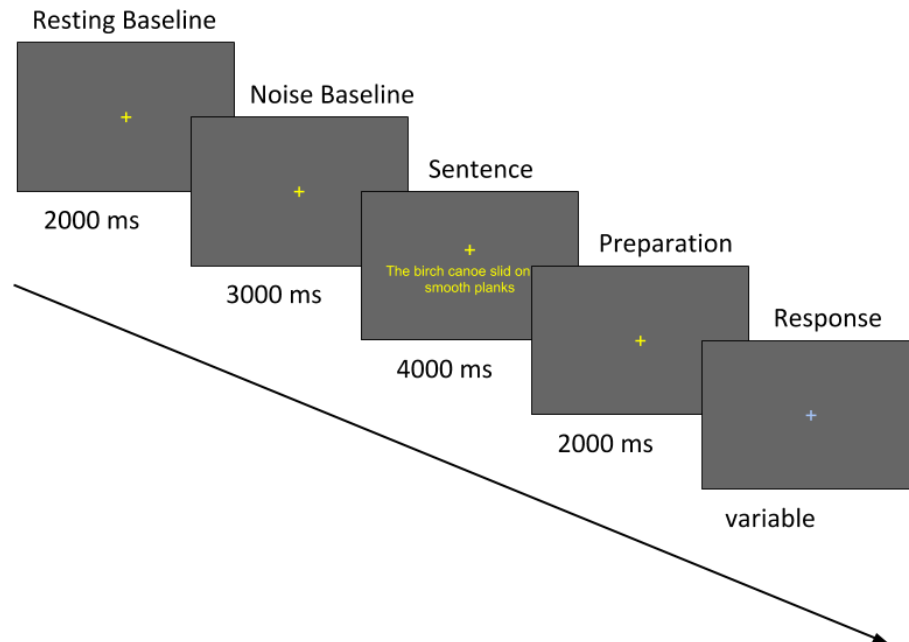 Resting Baseline
2000 ms
Noise Baseline
3000 ms
Sentence
The birch canoe slid on
smooth planks
4000 ms
Preparation
2000 ms
Response
variable